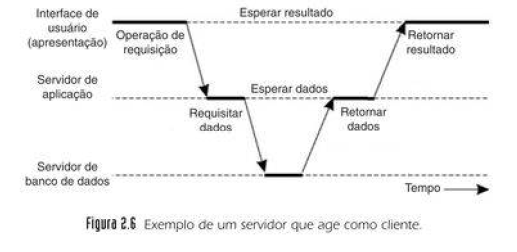 Interface de
usuário
(apresentação)
Esperar resultado
Operação de
requisição
Retornar
resultado
Servidor de
aplicação
Esperar dados
Requisitar
dados
Retornar
dados
Servidor de
banco de dados
Tempo
Figura 2.6 Exemplo de um servidor que age como cliente.